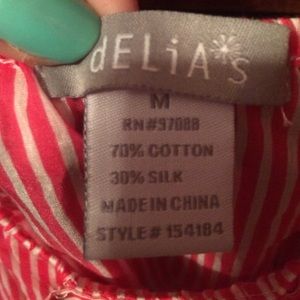 dELiA*s
M
RN#97088
70% COTTON
30% SILK
MADE IN CHINA
STYLE# 154184